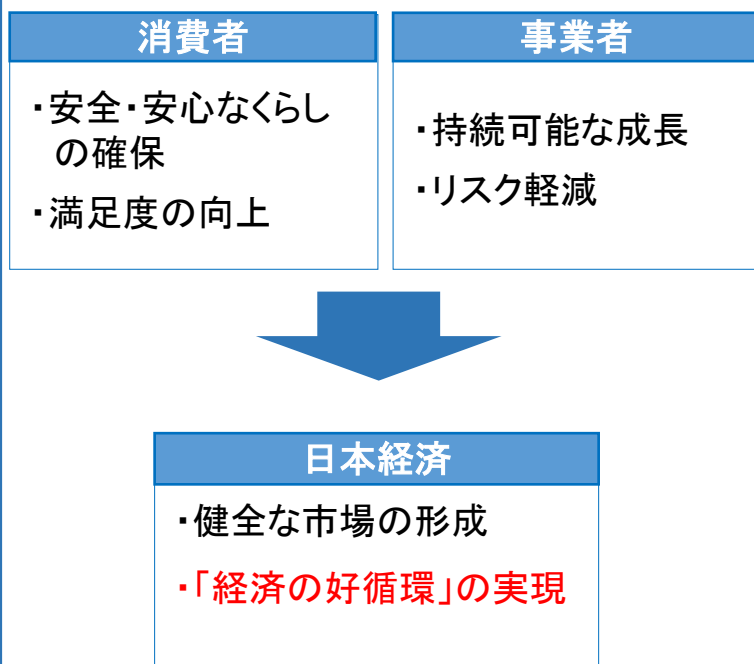 消費者
・安全・安心なくらし
の確保
・満足度の向上
事業者
・持続可能な成長
・リスク軽減
日本経済
・健全な市場の形成
・「経済の好循環」の実現